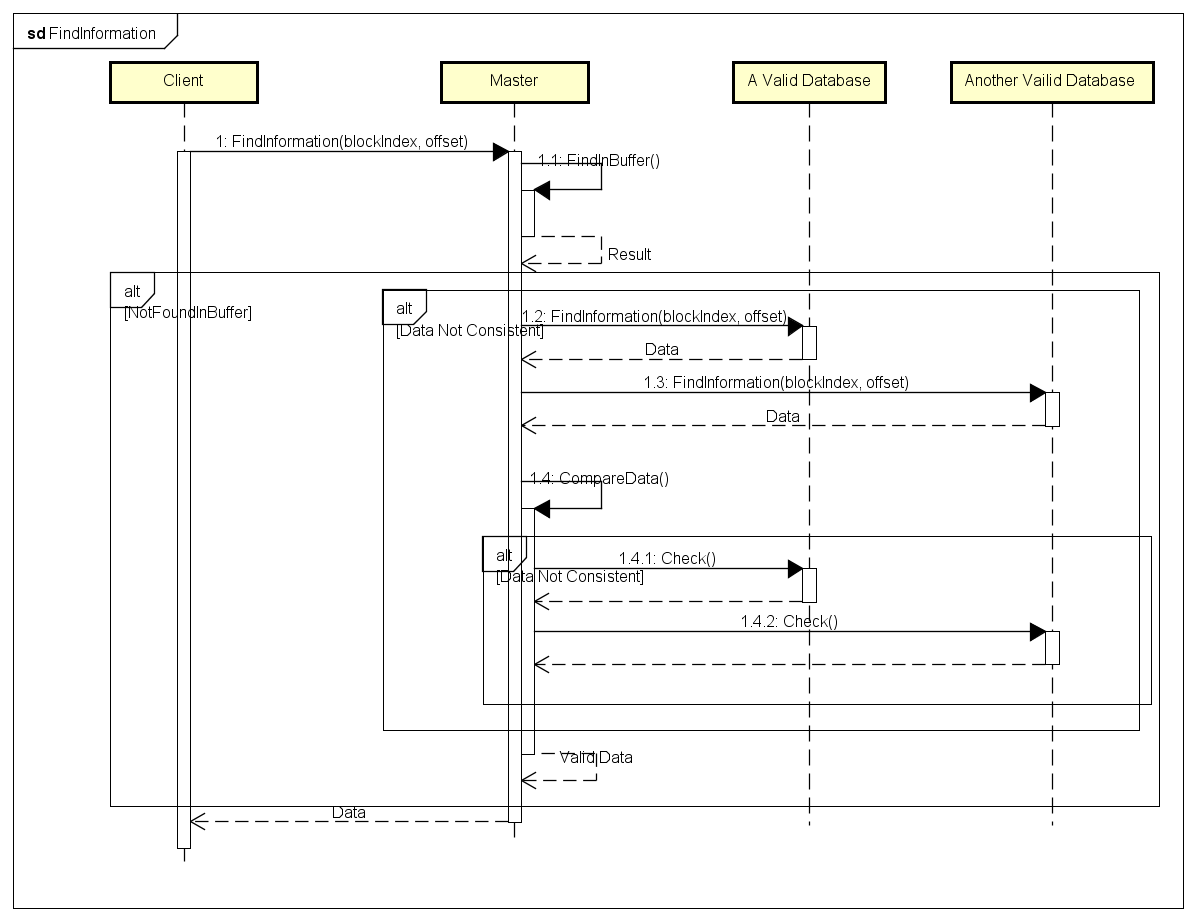 sd FindInformation
Client
Master
A Valid Database
Another Vailid Database
1: FindInformation(blockIndex, offset)
1.1: FindInBuffer()
Result
alt
[NotFoundInBuffer]
alt
[Data Not Consistent]
1.2: FindInformation(blockIndex, offset)
Data
1.3: FindInformation(blockIndex, offset)
Data
1.4: CompareData()
alt
[Data Not Consistent]
1.4.1: Check()
1.4.2: Check()
Valid Data
Data